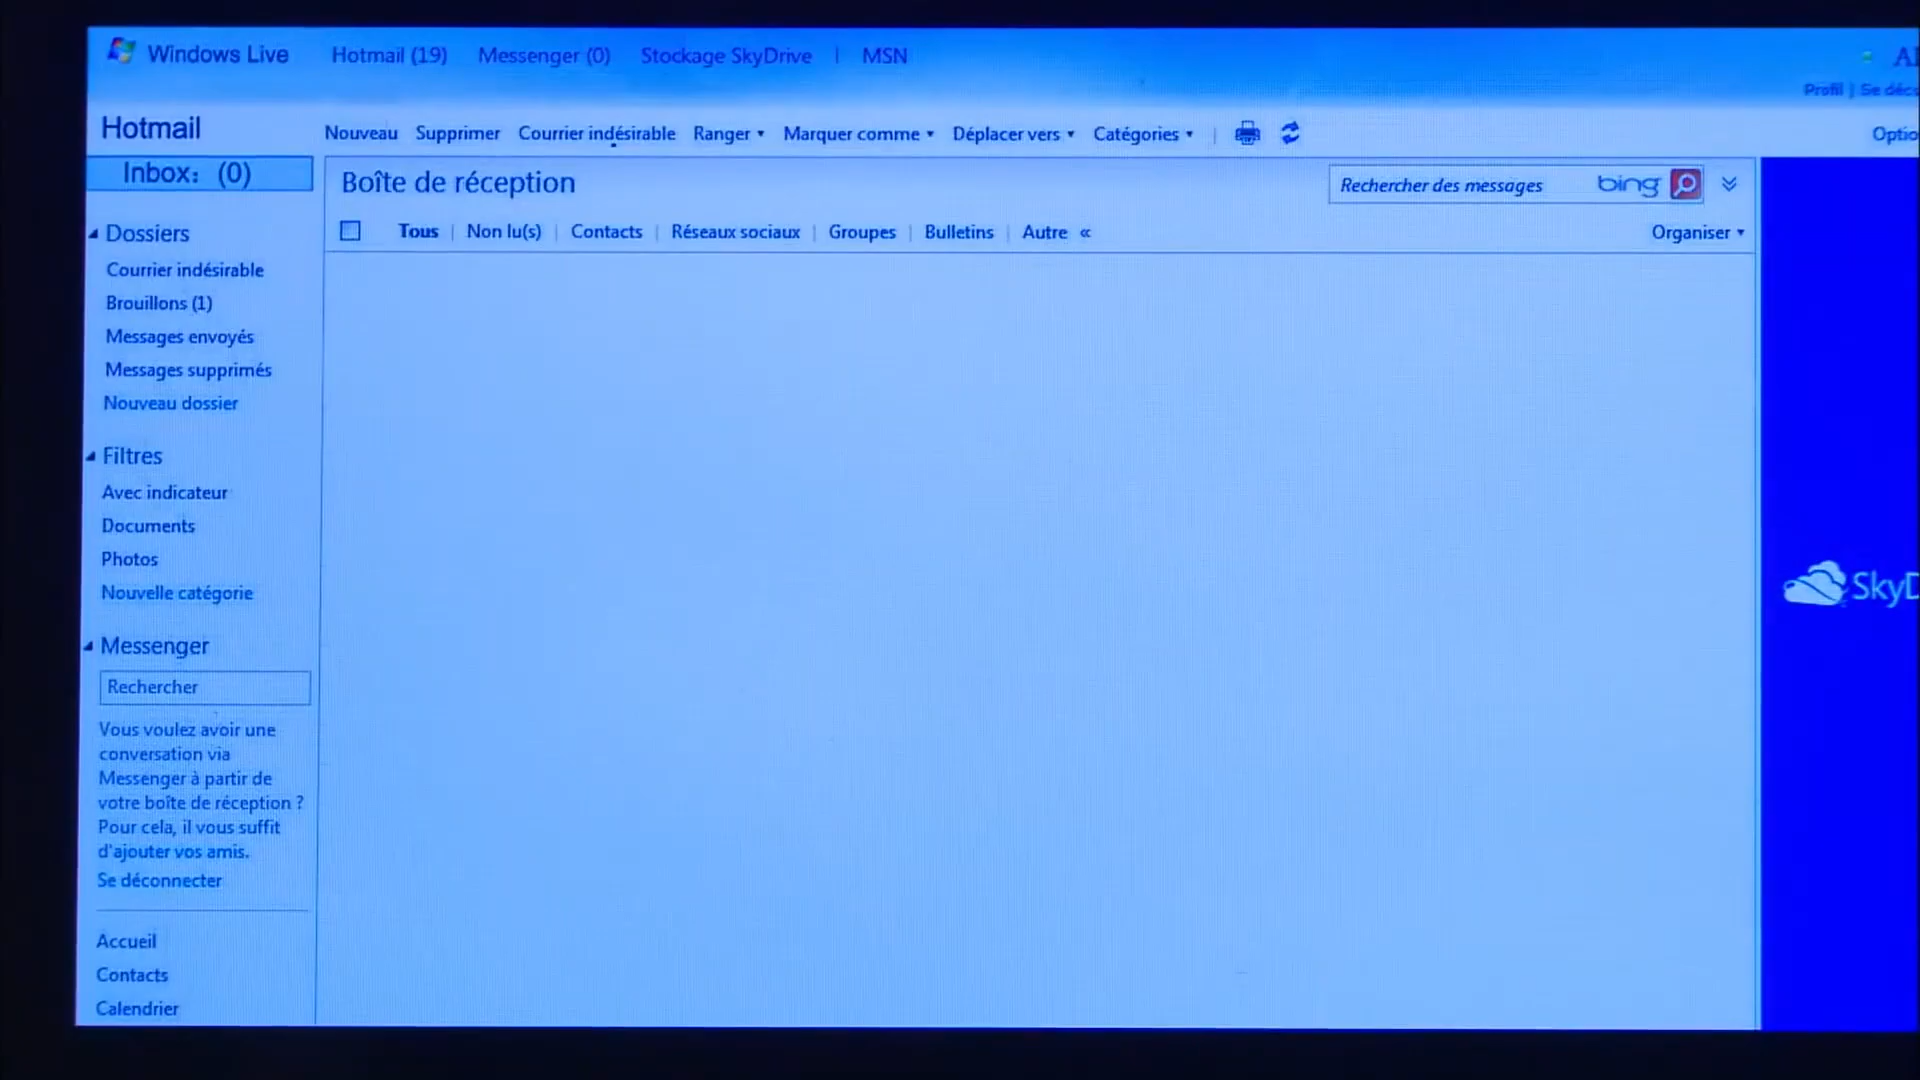 Windows Live Hotmail (19) Messenger (0) Stockage SkyDrive | MSN
Profil |
Hotmail
Nouveau Supprimer Courrier indésirable Ranger Marquer comme Déplacer vers Catégories |
Inbox: (0)
Boîte de réception
Rechercher des messages bing
Tous | Non lu(s) | Contacts | Réseaux sociaux | Groupes | Bulletins | Autre «
Organiser
Dossiers
Courrier indésirable
Brouillons (1)
Messages envoyés
Messages supprimés
Nouveau dossier
Filtres
Avec indicateur
Documents
Photos
Nouvelle catégorie
Messenger
Rechercher
Vous voulez avoir une
conversation via
Messenger à partir de
votre boîte de réception ?
Pour cela, il vous suffit
d'ajouter vos amis.
Se déconnecter
Accueil
Contacts
Calendrier